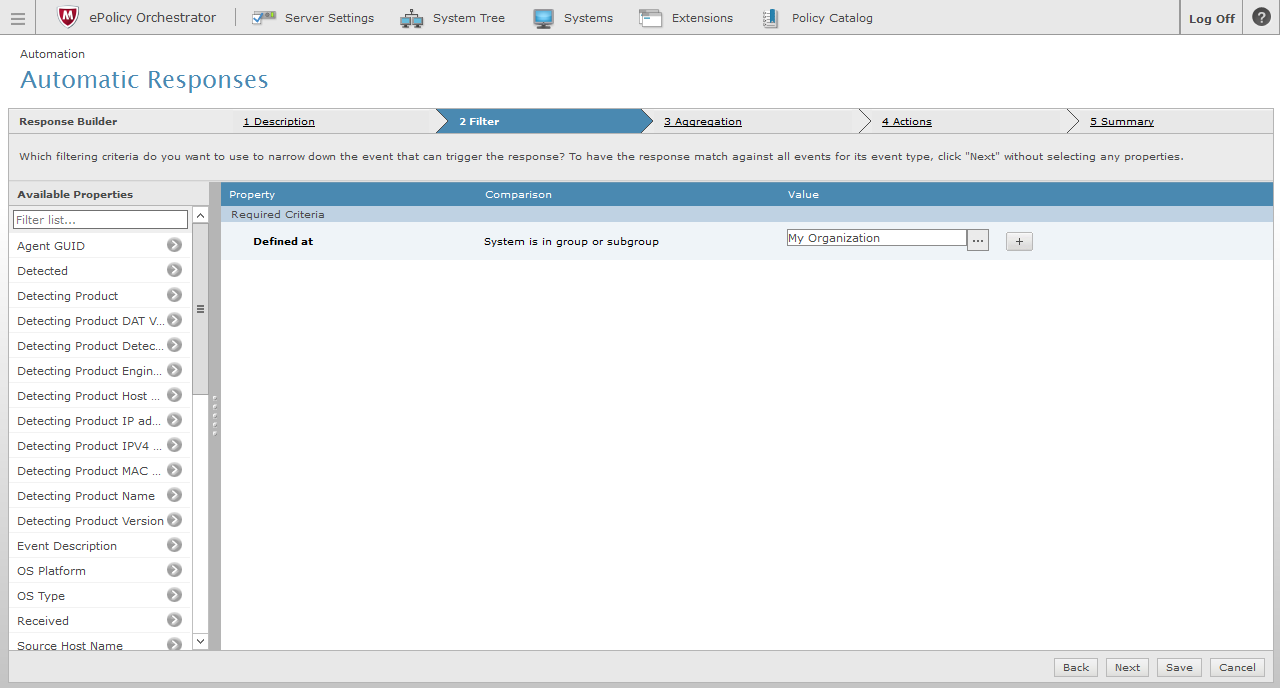 ePolicy Orchestrator Server Settings System Tree Systems Extensions Policy Catalog Log Off ?
Automation
Automatic Responses
Response Builder 1 Description 2 Filter 3 Aggregation 4 Actions 5 Summary
Which filtering criteria do you want to use to narrow down the event that can trigger the response? To have the response match against all events for its event type, click "Next" without selecting any properties.
Available Properties Property Comparison Value
Filter list... Required Criteria
Defined at System is in group or subgroup My Organization ... +
Agent GUID
Detected
Detecting Product
Detecting Product DAT V...
Detecting Product Detec...
Detecting Product Engin...
Detecting Product Host ...
Detecting Product IP ad...
Detecting Product IPV4 ...
Detecting Product MAC ...
Detecting Product Name
Detecting Product Version
Event Description
OS Platform
OS Type
Received
Source Host Name
Back Next Save Cancel